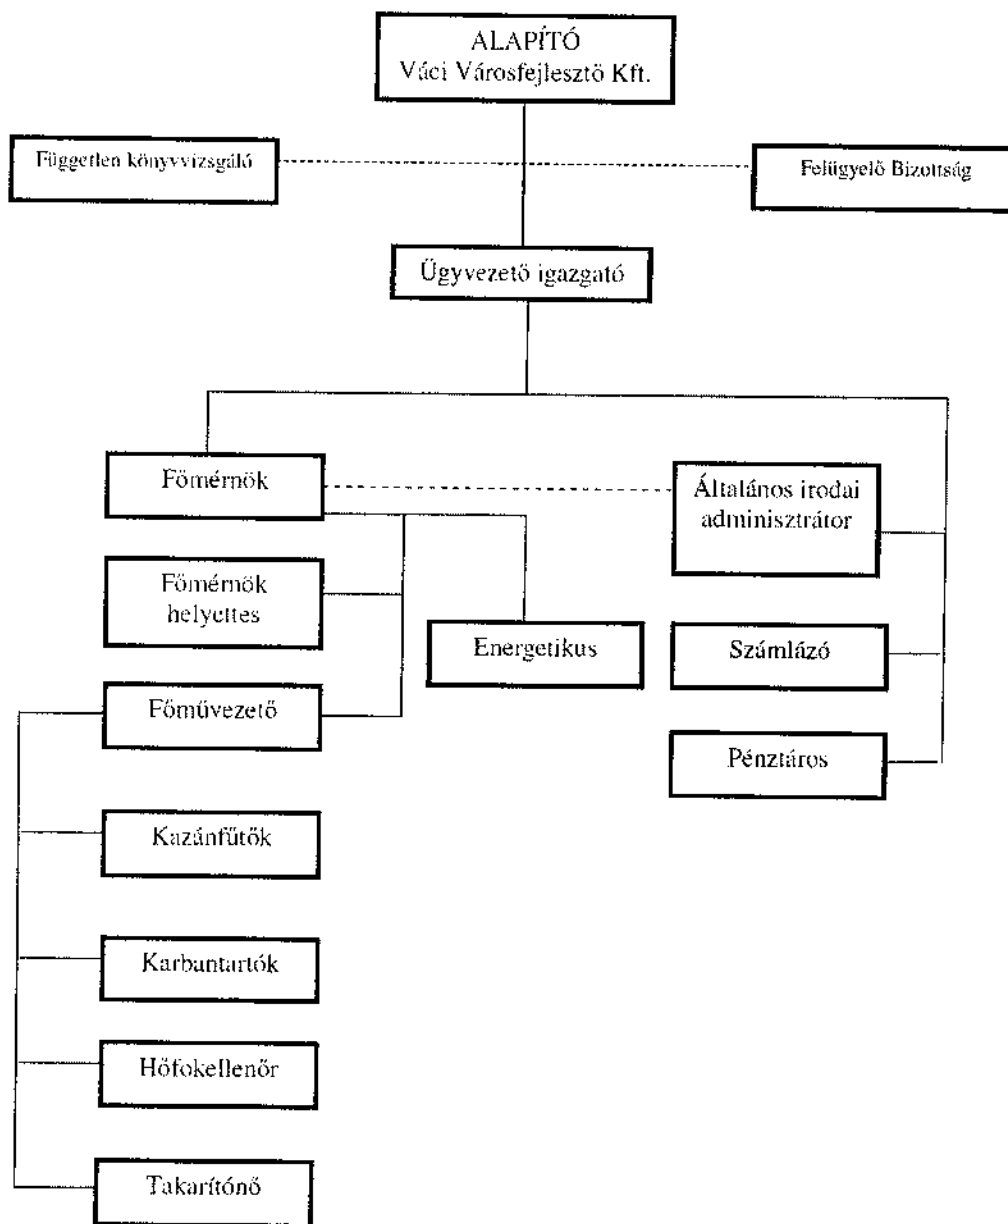 ALAPÍTÓ
Váci Városfejlesztő Kft.
Független könyvvizsgáló
Felügyelő Bizottság
Ügyvezető igazgató
Főmérnök
Általános irodai
adminisztrátor
Főmérnök
helyettes
Energetikus
Számlázó
Főművezető
Pénztáros
Kazánfűtők
Karbantartók
Hőfokellenőr
Takarítónő